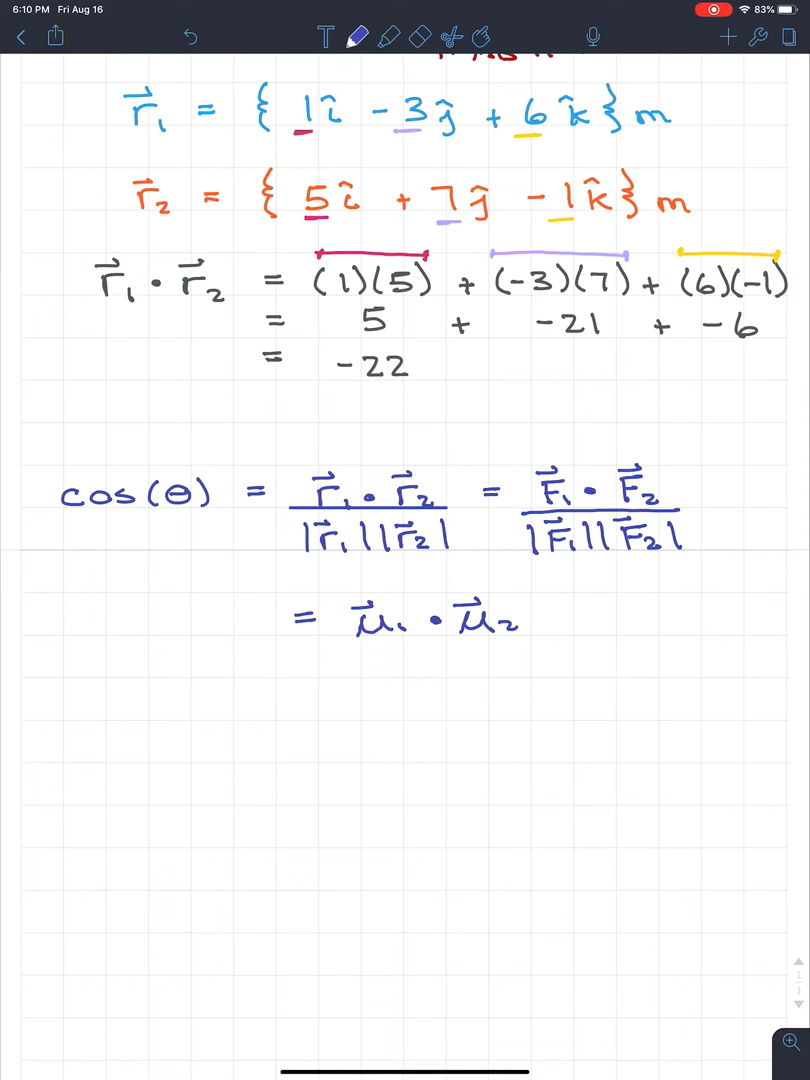 6:10 PM Fri Aug 16 83%
r⃗₁ = { 1î - 3ĵ + 6k̂ } m
r⃗₂ = { 5î + 7ĵ - 1k̂ } m
r⃗₁ • r⃗₂ = (1)(5) + (-3)(7) + (6)(-1)
= 5 + -21 + -6
= -22
cos(θ) = r⃗₁ • r⃗₂ / |r⃗₁||r⃗₂| = F⃗₁ • F⃗₂ / |F⃗₁||F⃗₂|
= μ⃗₁ • μ⃗₂
2
3